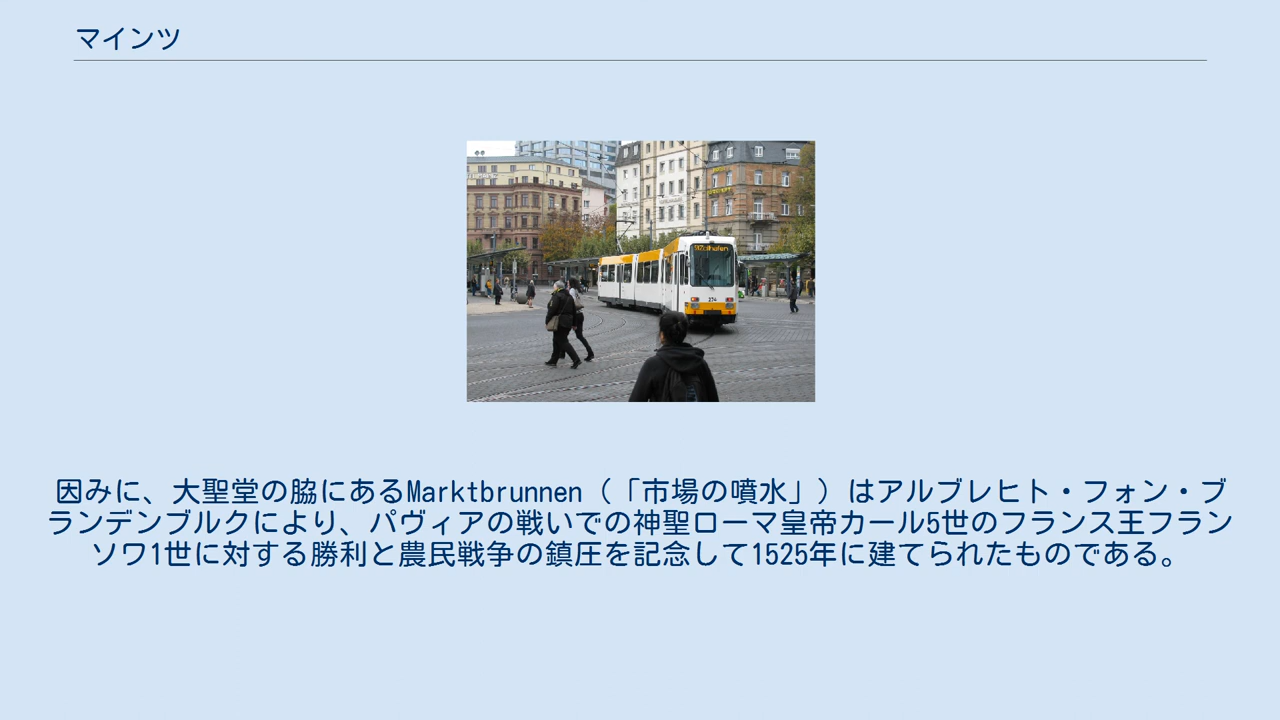 マインツ
274
因みに、大聖堂の脇にあるMarktbrunnen（「市場の噴水」）はアルブレヒト・フォン・ブ
ランデンブルクにより、パヴィアの戦いでの神聖ローマ皇帝カール5世のフランス王フラン
ソワ1世に対する勝利と農民戦争の鎮圧を記念して1525年に建てられたものである。